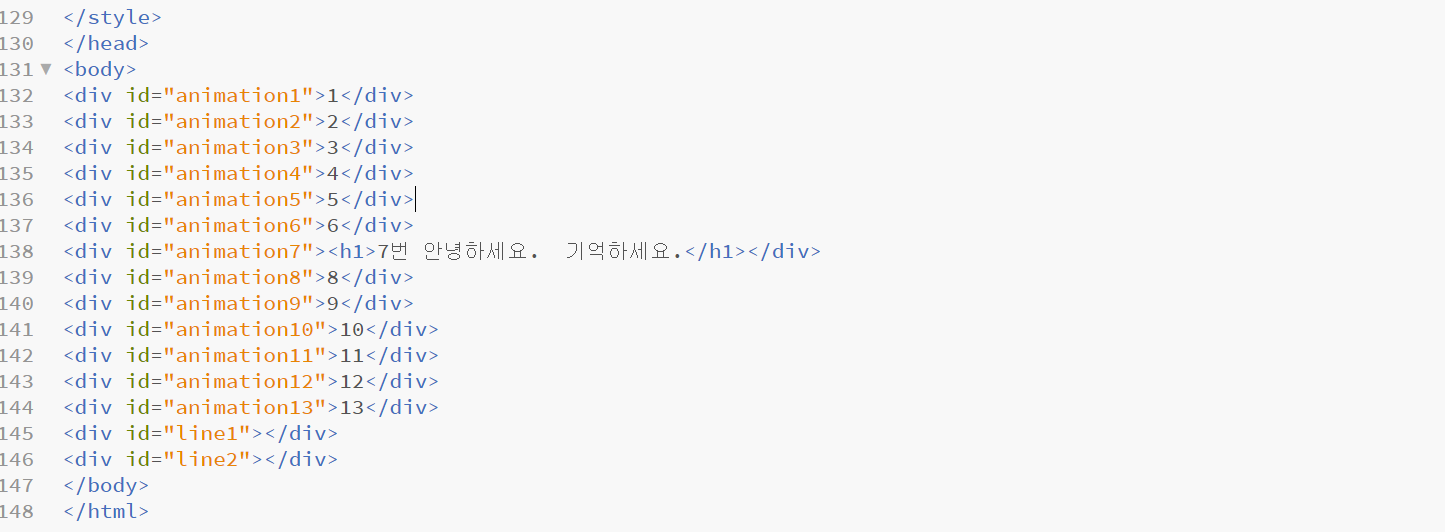 129 </style>
130 </head>
131 <body>
132 <div id="animation1">1</div>
133 <div id="animation2">2</div>
134 <div id="animation3">3</div>
135 <div id="animation4">4</div>
136 <div id="animation5">5</div>
137 <div id="animation6">6</div>
138 <div id="animation7"><h1>7번 안녕하세요.  기억하세요.</h1></div>
139 <div id="animation8">8</div>
140 <div id="animation9">9</div>
141 <div id="animation10">10</div>
142 <div id="animation11">11</div>
143 <div id="animation12">12</div>
144 <div id="animation13">13</div>
145 <div id="line1"></div>
146 <div id="line2"></div>
147 </body>
148 </html>